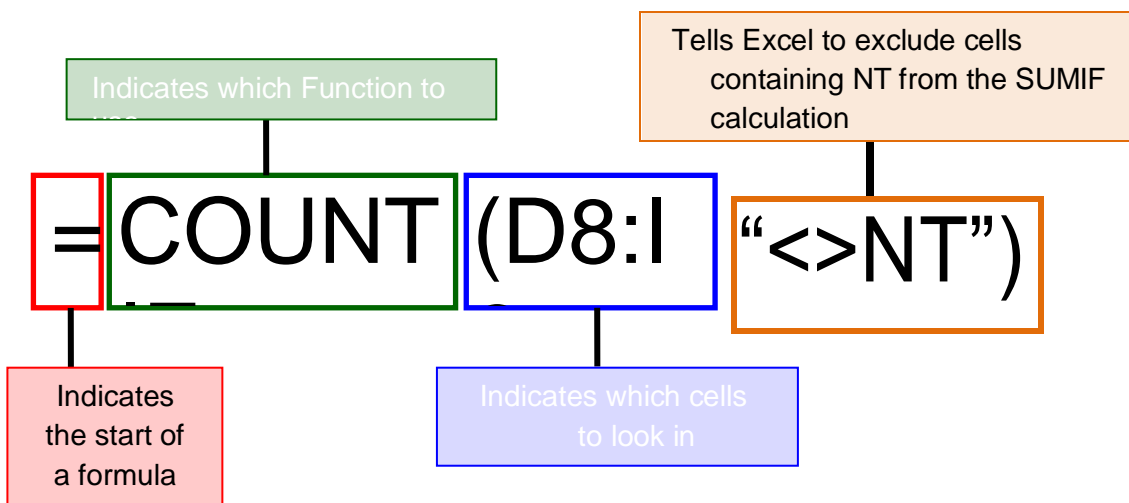 Tells Excel to exclude cells
containing NT from the SUMIF
calculation
Indicates which Function to
=COUNT (D8:I “<>NT”)
Indicates
the start of
a formula
Indicates which cells
to look in